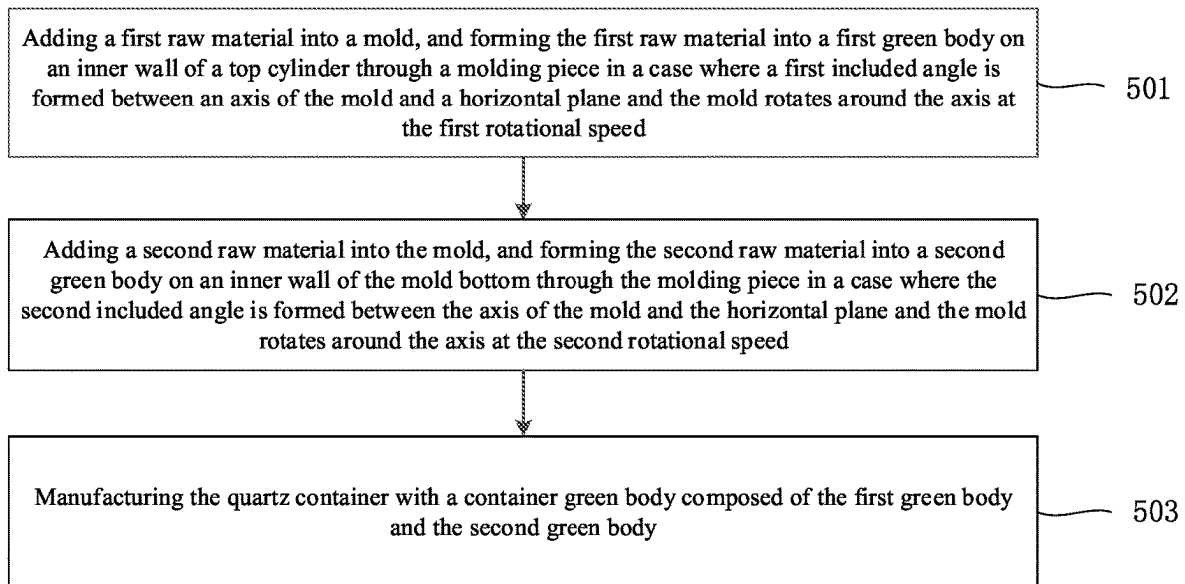 Adding a first raw material into a mold, and forming the first raw material into a first green body on
an inner wall of a top cylinder through a molding piece in a case where a first included angle is
formed between an axis of the mold and a horizontal plane and the mold rotates around the axis at
the first rotational speed
501
Adding a second raw material into the mold, and forming the second raw material into a second
green body on an inner wall of the mold bottom through the molding piece in a case where the
second included angle is formed between the axis of the mold and the horizontal plane and the mold
rotates around the axis at the second rotational speed
502
Manufacturing the quartz container with a container green body composed of the first green body
and the second green body
503